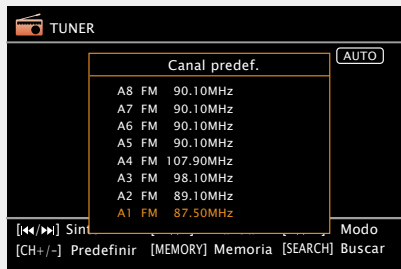 TUNER
AUTO
Canal predef.
A8 FM 90.10MHz
A7 FM 90.10MHz
A6 FM 90.10MHz
A5 FM 90.10MHz
A4 FM 107.90MHz
A3 FM 98.10MHz
A2 FM 89.10MHz
A1 FM 87.50MHz
[⏮/⏭] Modo
[CH+/-] Predefinir [MEMORY] Memoria [SEARCH] Buscar